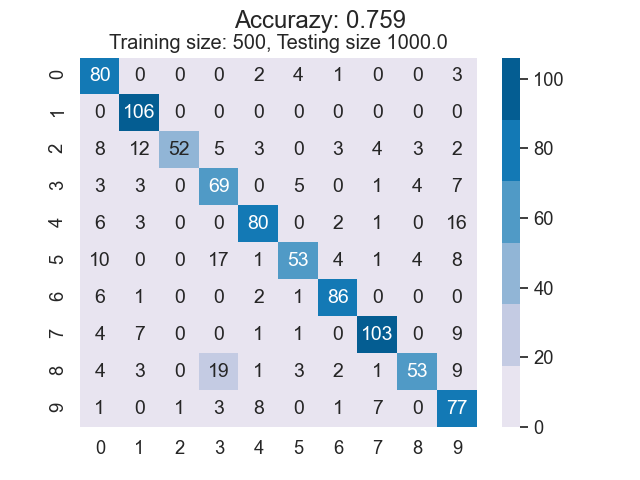 Accurazy: 0.759
Training size: 500, Testing size 1000.0
0 80 0 0 0 2 4 1 0 0 3
1 0 106 0 0 0 0 0 0 0 0
2 8 12 52 5 3 0 3 4 3 2
3 3 3 0 69 0 5 0 1 4 7
4 6 3 0 0 80 0 2 1 0 16
5 10 0 0 17 1 53 4 1 4 8
6 6 1 0 0 2 1 86 0 0 0
7 4 7 0 0 1 1 0 103 0 9
8 4 3 0 19 1 3 2 1 53 9
9 1 0 1 3 8 0 1 7 0 77
0 1 2 3 4 5 6 7 8 9
100
80
60
40
20
0